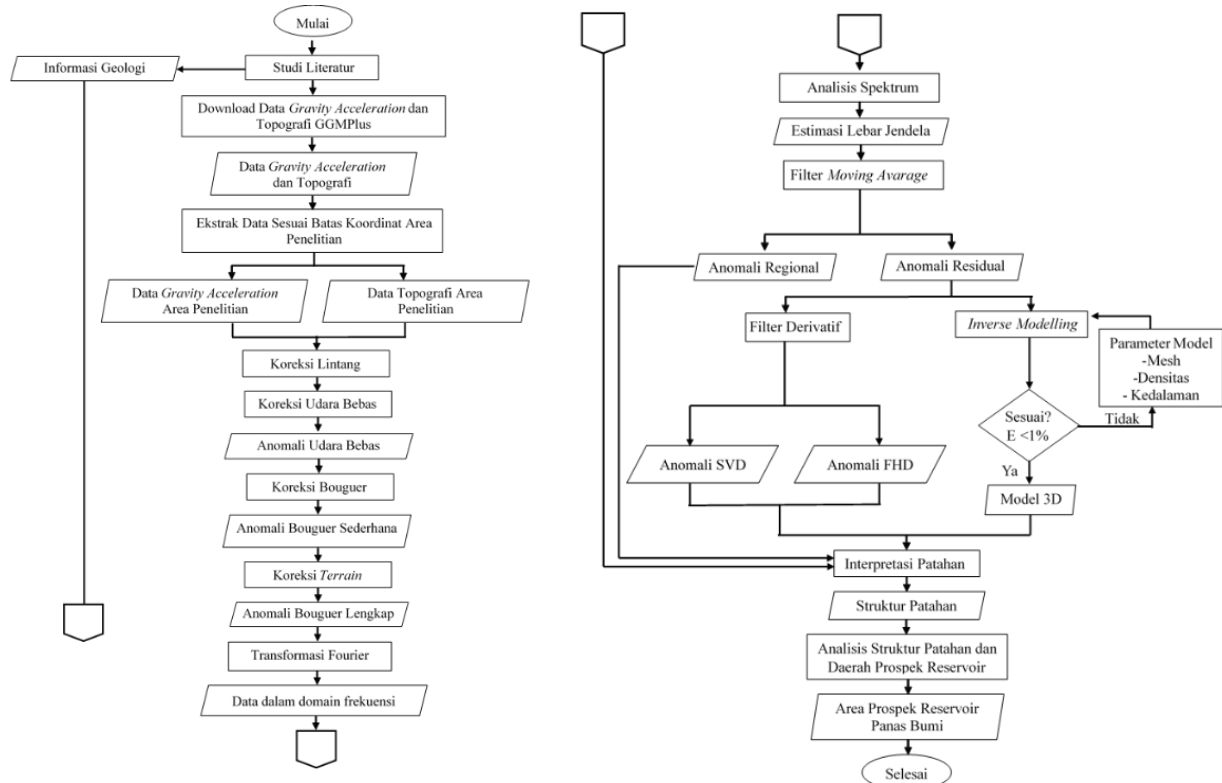 Mulai
Informasi Geologi
Studi Literatur
Download Data Gravity Acceleration dan
Topografi GGMPlus
Data Gravity Acceleration
dan Topografi
Ekstrak Data Sesuai Batas Koordinat Area
Penelitian
Data Gravity Acceleration
Area Penelitian
Data Topografi Area
Penelitian
Koreksi Lintang
Koreksi Udara Bebas
Anomali Udara Bebas
Koreksi Bouguer
Anomali Bouguer Sederhana
Koreksi Terrain
Anomali Bouguer Lengkap
Transformasi Fourier
Data dalam domain frekuensi
Analisis Spektrum
Estimasi Lebar Jendela
Filter Moving Avarage
Anomali Regional
Anomali Residual
Filter Derivatif
Inverse Modelling
Parameter Model
-Mesh
-Densitas
- Kedalaman
Sesuai?
E <1%
Tidak
Ya
Anomali SVD
Anomali FHD
Model 3D
Interpretasi Patahan
Struktur Patahan
Analisis Struktur Patahan dan
Daerah Prospek Reservoir
Area Prospek Reservoir
Panas Bumi
Selesai